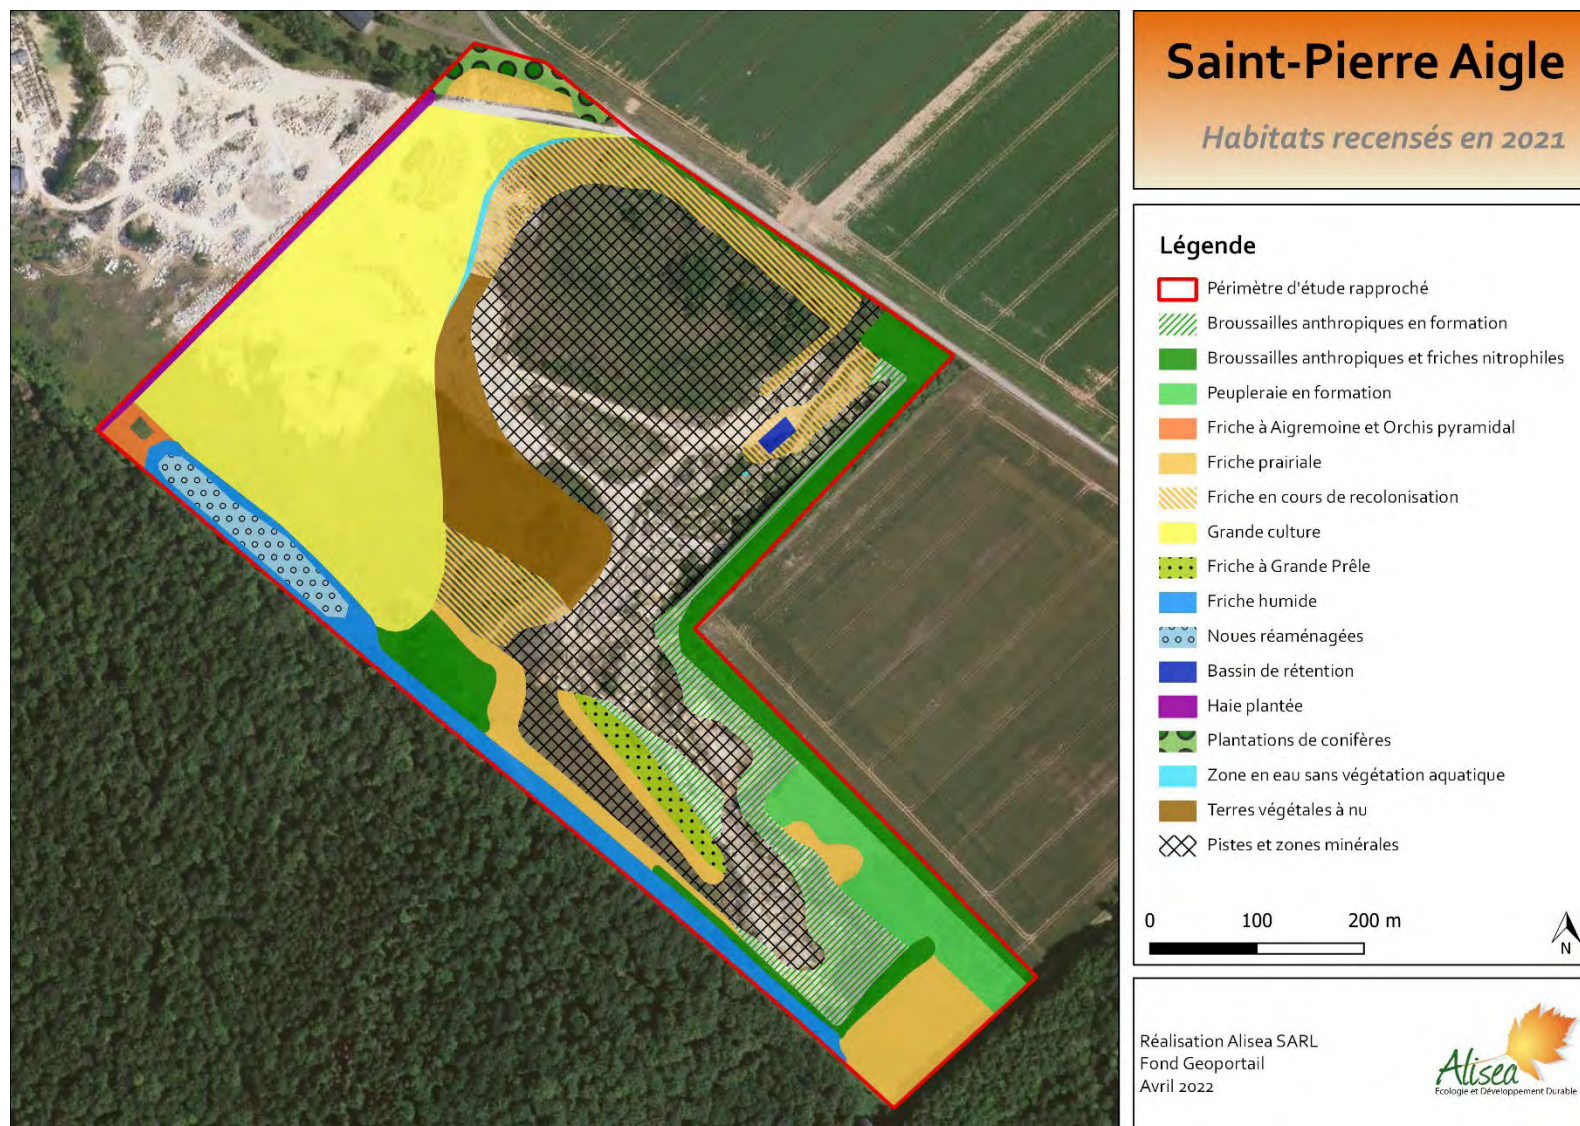 Saint-Pierre Aigle
Habitats recensés en 2021
Légende
Périmètre d'étude rapproché
Broussailles anthropiques en formation
Broussailles anthropiques et friches nitrophiles
Peupleraie en formation
Friche à Aigremoine et Orchis pyramidal
Friche prairiale
Friche en cours de recolonisation
Grande culture
Friche à Grande Prêle
Friche humide
Noues réaménagées
Bassin de rétention
Haie plantée
Plantations de conifères
Zone en eau sans végétation aquatique
Terres végétales à nu
Pistes et zones minérales
0 100 200 m
N
Réalisation Alisea SARL
Fond Geoportail
Avril 2022
Alisea
Ecologie et Développement Durable